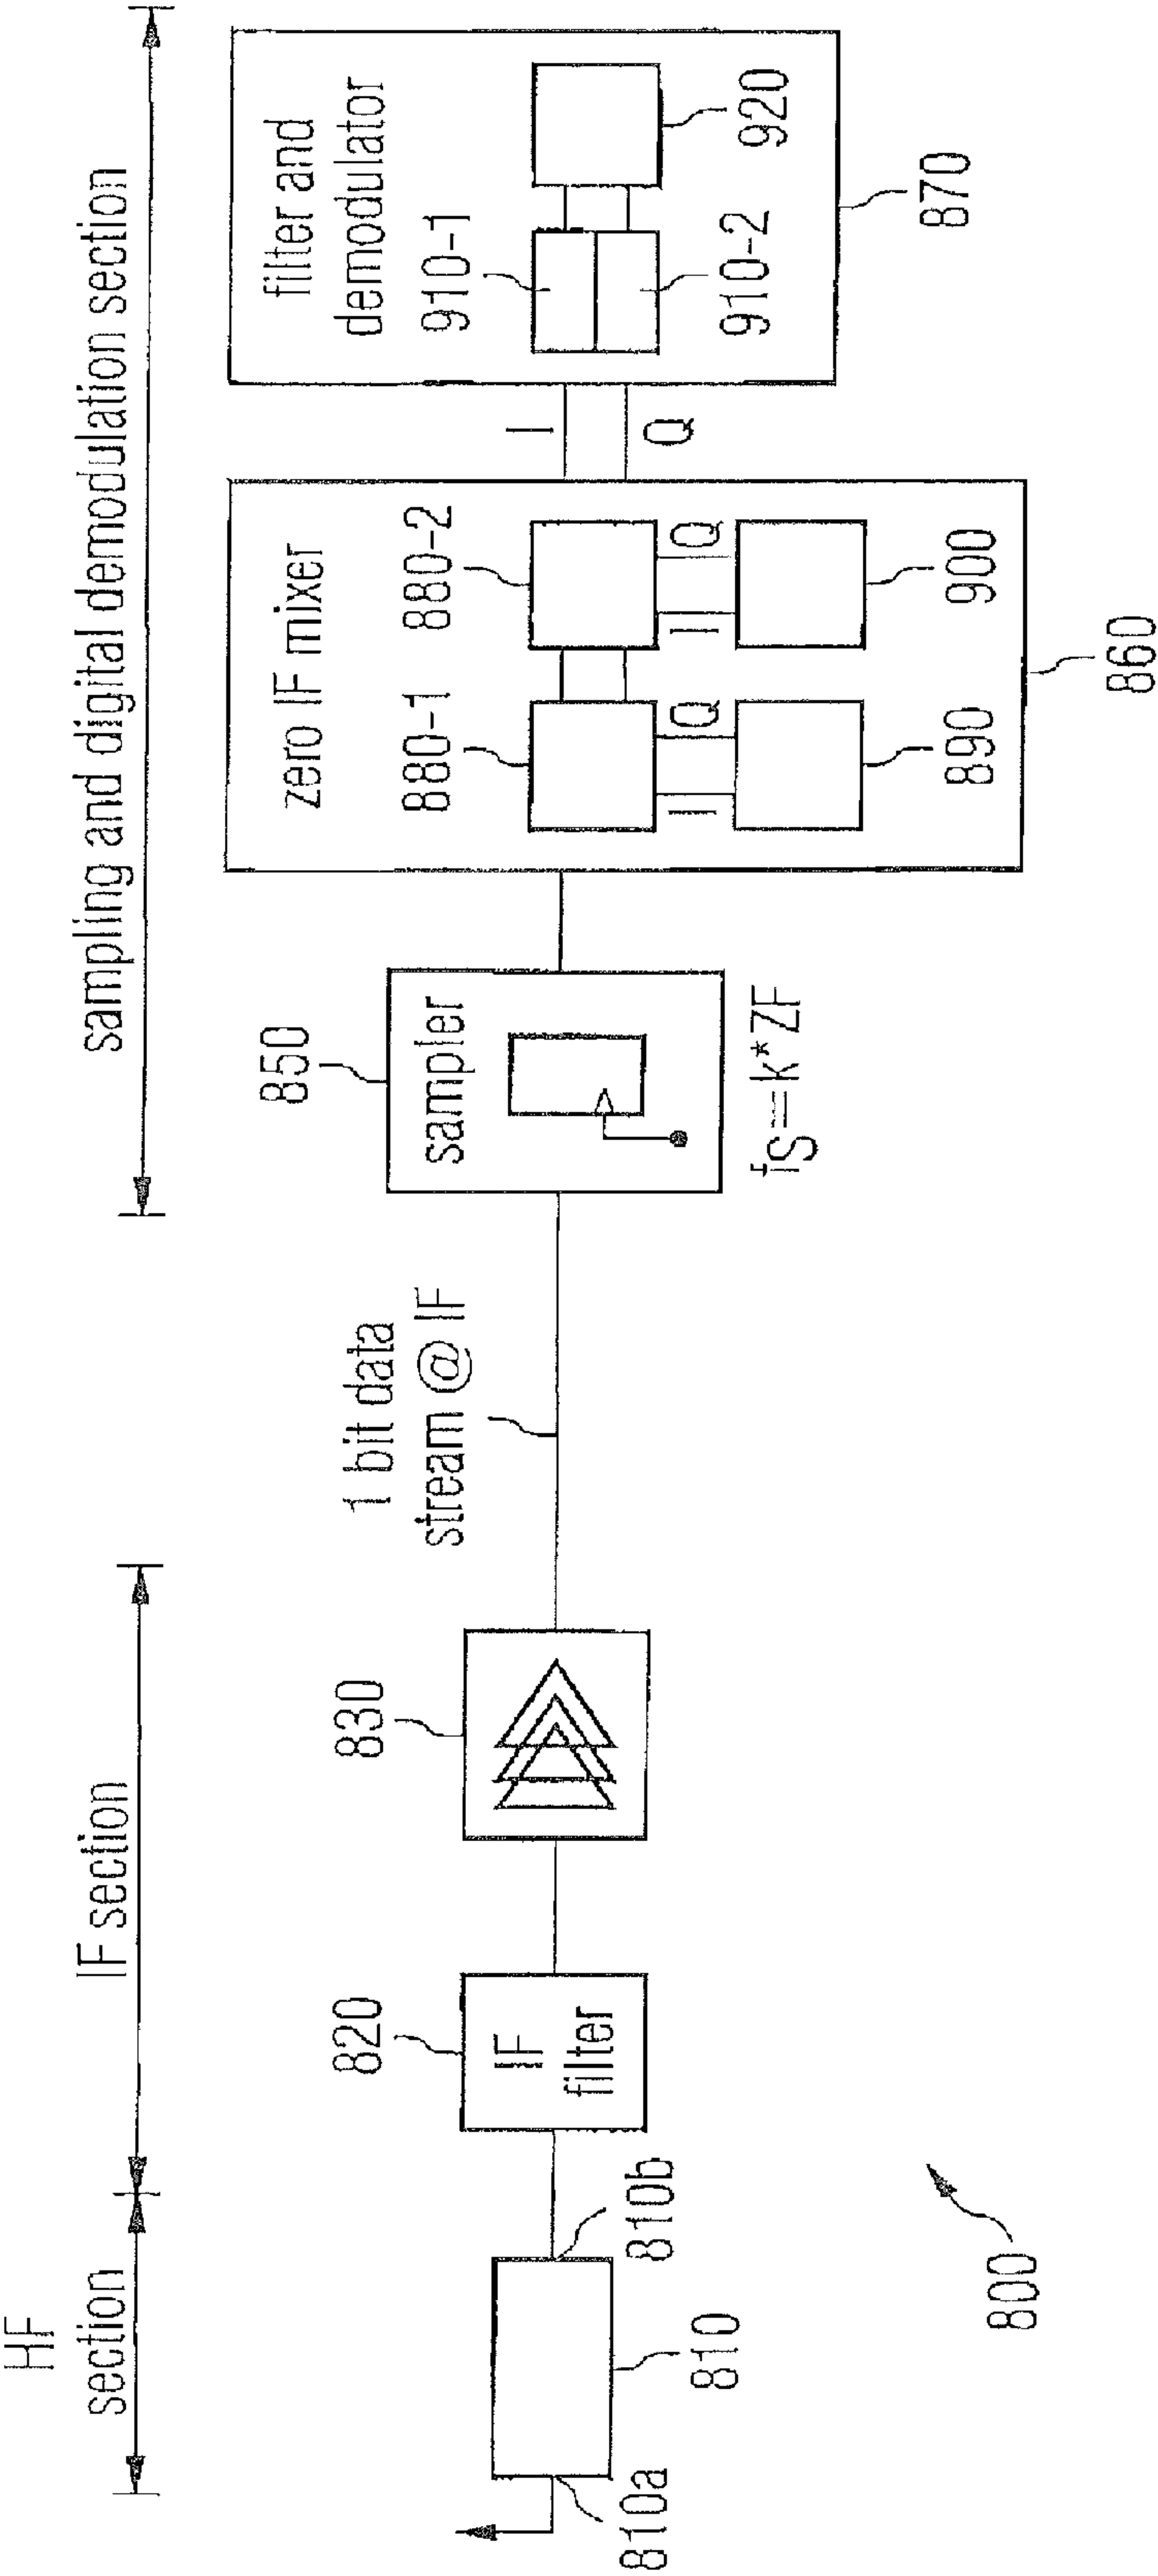 HF
section
IF section
sampling and digital demodulation section
810a
810
810b
820
IF
filter
830
1 bit data
stream @ IF
850
sampler
fS=k*ZF
zero IF mixer
880-1
880-2
I
Q
I
Q
890
900
860
I
Q
filter and
demodulator
910-1
910-2
920
870
800